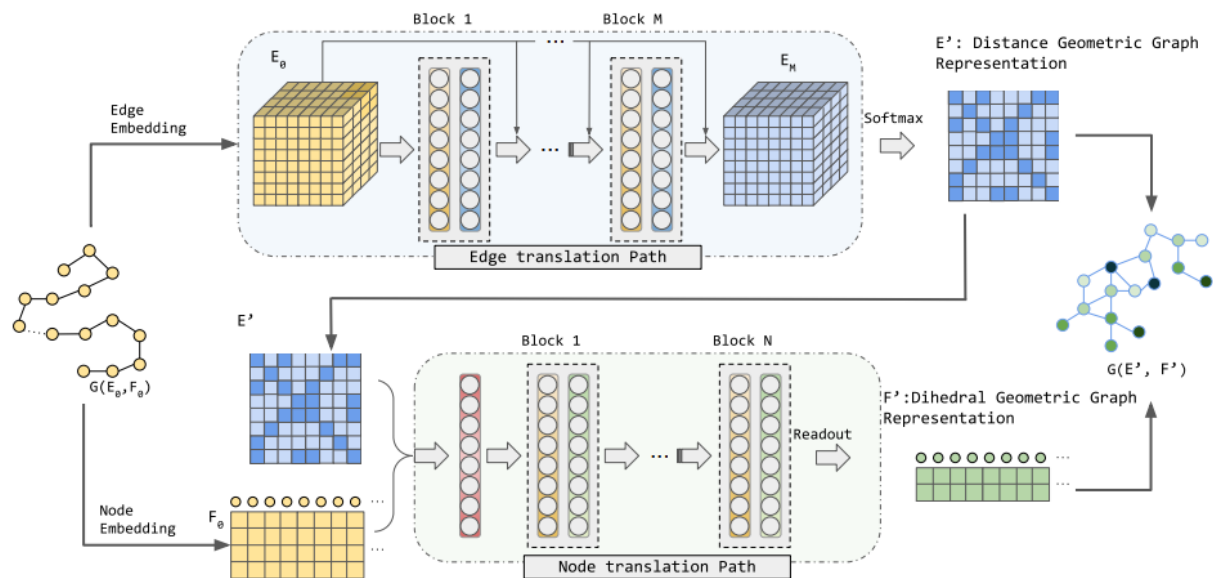 Block 1
Block M
E₀
E_M
E’: Distance Geometric Graph
Representation
Edge
Embedding
Softmax
...
...
Edge translation Path
E’
Block 1
Block N
G(E₀,F₀)
G(E’, F’)
F’:Dihedral Geometric Graph
Representation
Readout
...
...
...
F₀
...
...
Node
Embedding
Node translation Path